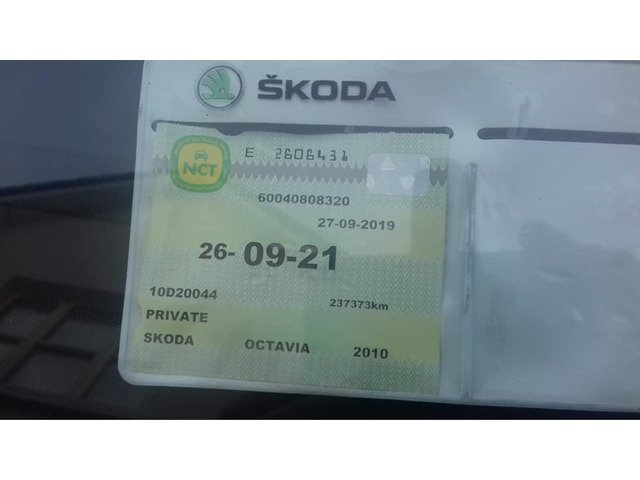 ŠKODA
NCT
E 2606431
60040808320
27-09-2019
26-09-21
10D20044
237373km
PRIVATE
SKODA OCTAVIA 2010